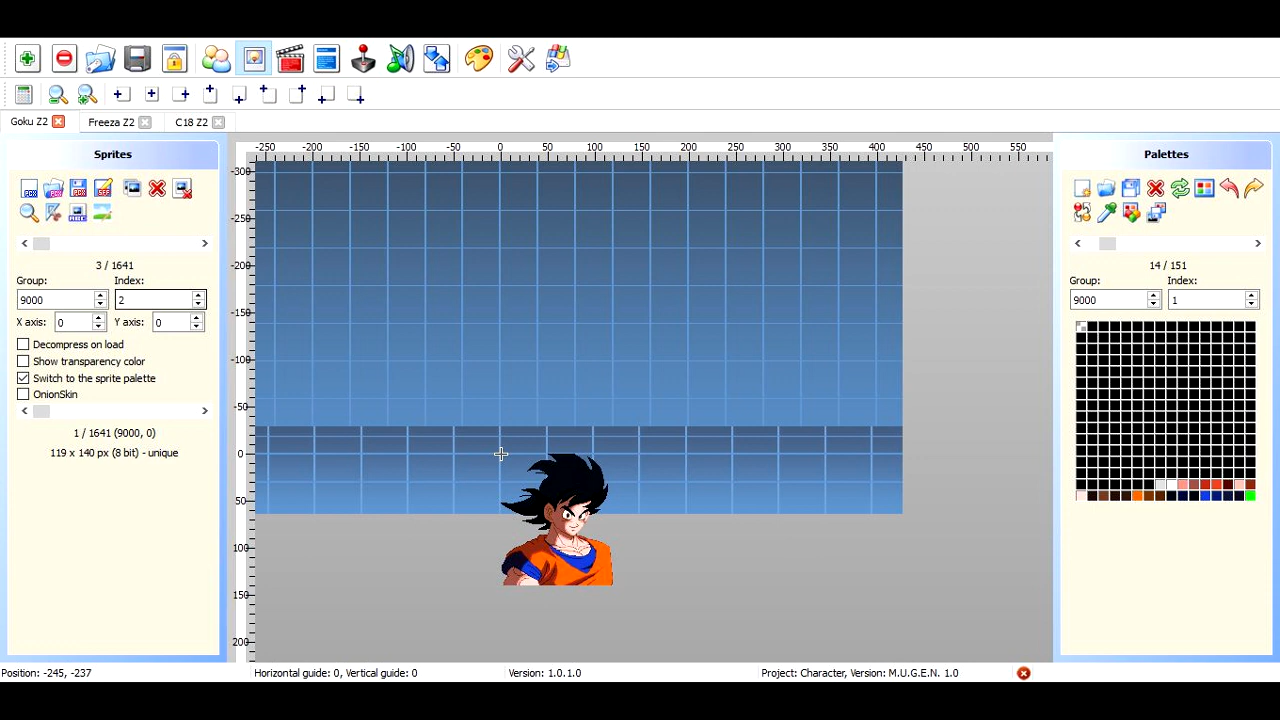 Goku Z2 Freeza Z2 C18 Z2
Sprites
3 / 1641
Group: Index:
9000 2
X axis: 0 Y axis: 0
Decompress on load
Show transparency color
Switch to the sprite palette
OnionSkin
1 / 1641 (9000, 0)
119 x 140 px (8 bit) - unique
-250 -200 -150 -100 -50 0 50 100 150 200 250 300 350 400 450 500 550
-300
-250
-200
-150
-100
-50
0
50
100
150
200
Palettes
14 / 151
Group: Index:
9000 1
Position: -245, -237 Horizontal guide: 0, Vertical guide: 0 Version: 1.0.1.0 Project: Character, Version: M.U.G.E.N. 1.0